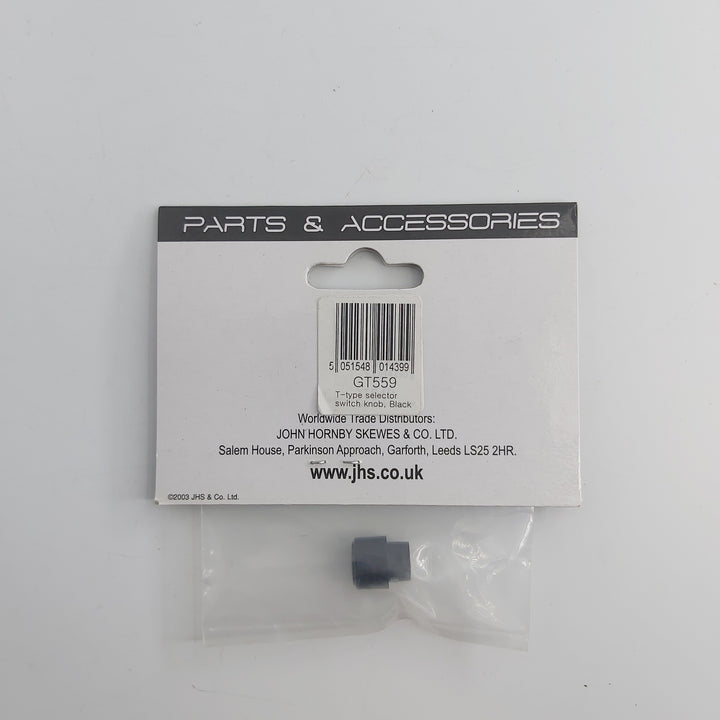 PARTS & ACCESSORIES
5 051548 014399
GT559
T-type selector
switch knob, Black
Worldwide Trade Distributors:
JOHN HORNBY SKEWES & CO. LTD.
Salem House, Parkinson Approach, Garforth, Leeds LS25 2HR.
www.jhs.co.uk
©2003 JHS & Co. Ltd.